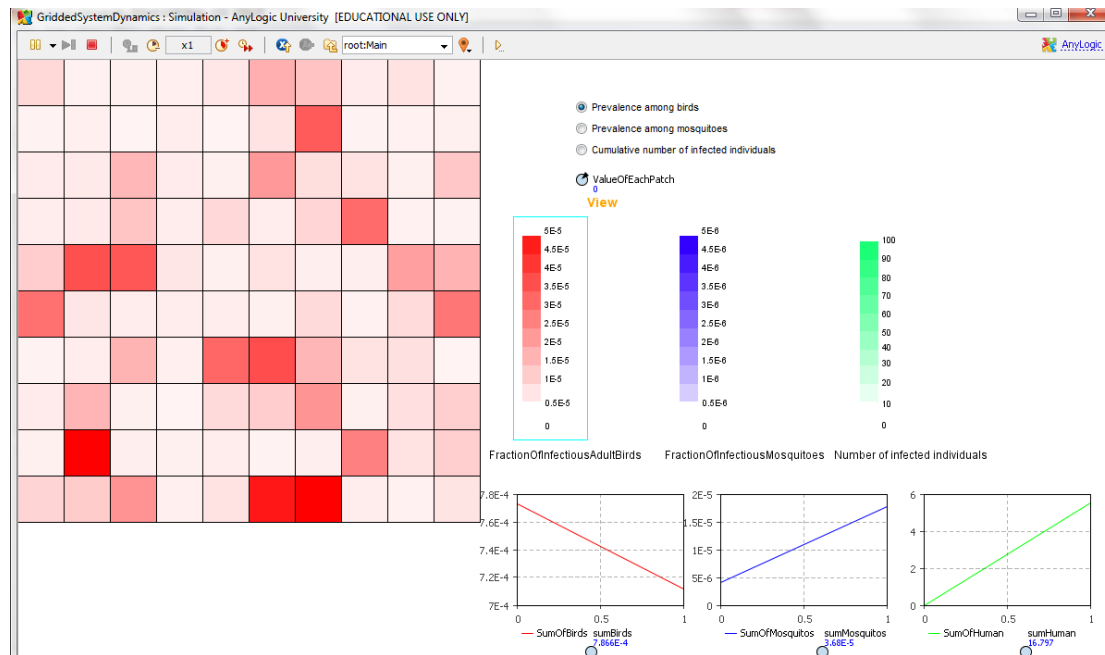 GriddedSystemDynamics : Simulation - AnyLogic University [EDUCATIONAL USE ONLY]
x1 root:Main AnyLogic
Prevalence among birds
Prevalence among mosquitoes
Cumulative number of infected individuals
ValueOfEachPatch
0
View
5E-5
4.5E-5
4E-5
3.5E-5
3E-5
2.5E-5
2E-5
1.5E-5
1E-5
0.5E-5
0
5E-6
4.5E-6
4E-6
3.5E-6
3E-6
2.5E-6
2E-6
1.5E-6
1E-6
0.5E-6
0
100
90
80
70
60
50
40
30
20
10
0
FractionOfInfectiousAdultBirds FractionOfInfectiousMosquitoes Number of infected individuals
7.8E-4
7.6E-4
7.4E-4
7.2E-4
7E-4
0 0.5 1
SumOfBirds sumBirds
7.866E-4
2E-5
1.5E-5
1E-5
5E-6
0
0 0.5 1
SumOfMosquitos sumMosquitos
3.68E-5
6
4
2
0
0 0.5 1
SumOfHuman sumHuman
16.797